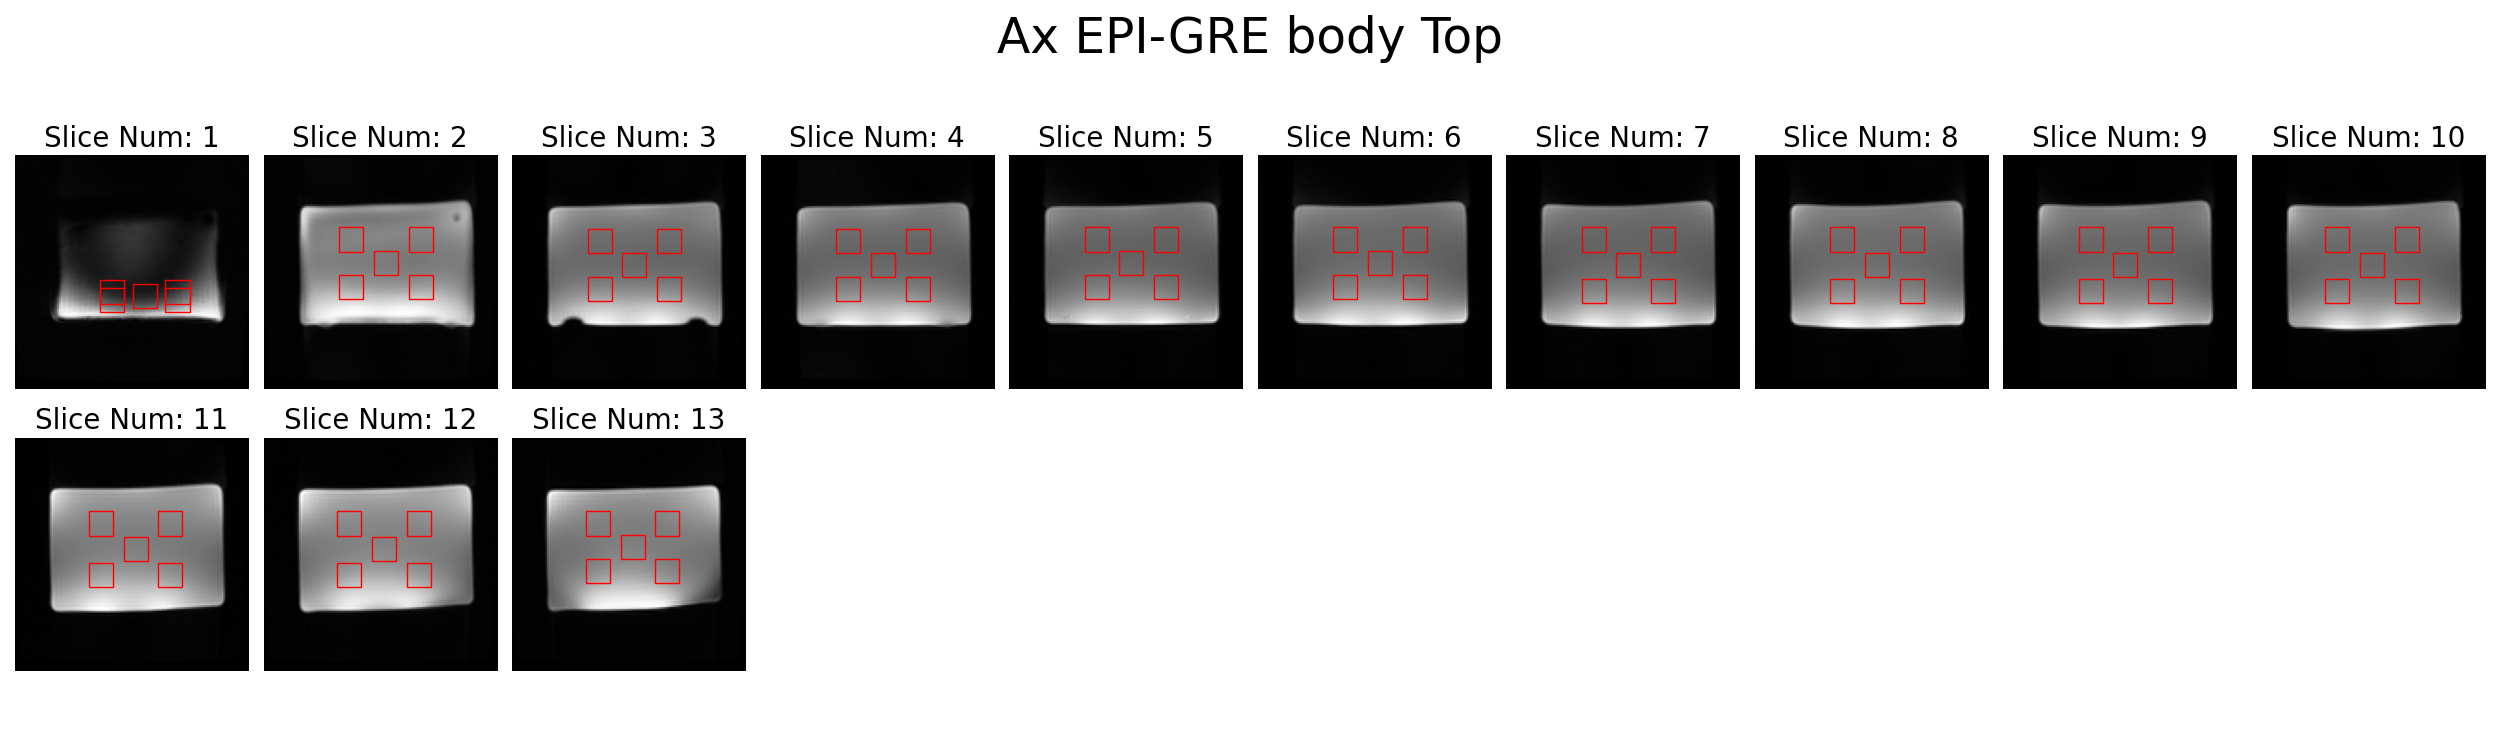 Ax EPI-GRE body Top
Slice Num: 1
Slice Num: 2
Slice Num: 3
Slice Num: 4
Slice Num: 5
Slice Num: 6
Slice Num: 7
Slice Num: 8
Slice Num: 9
Slice Num: 10
Slice Num: 11
Slice Num: 12
Slice Num: 13